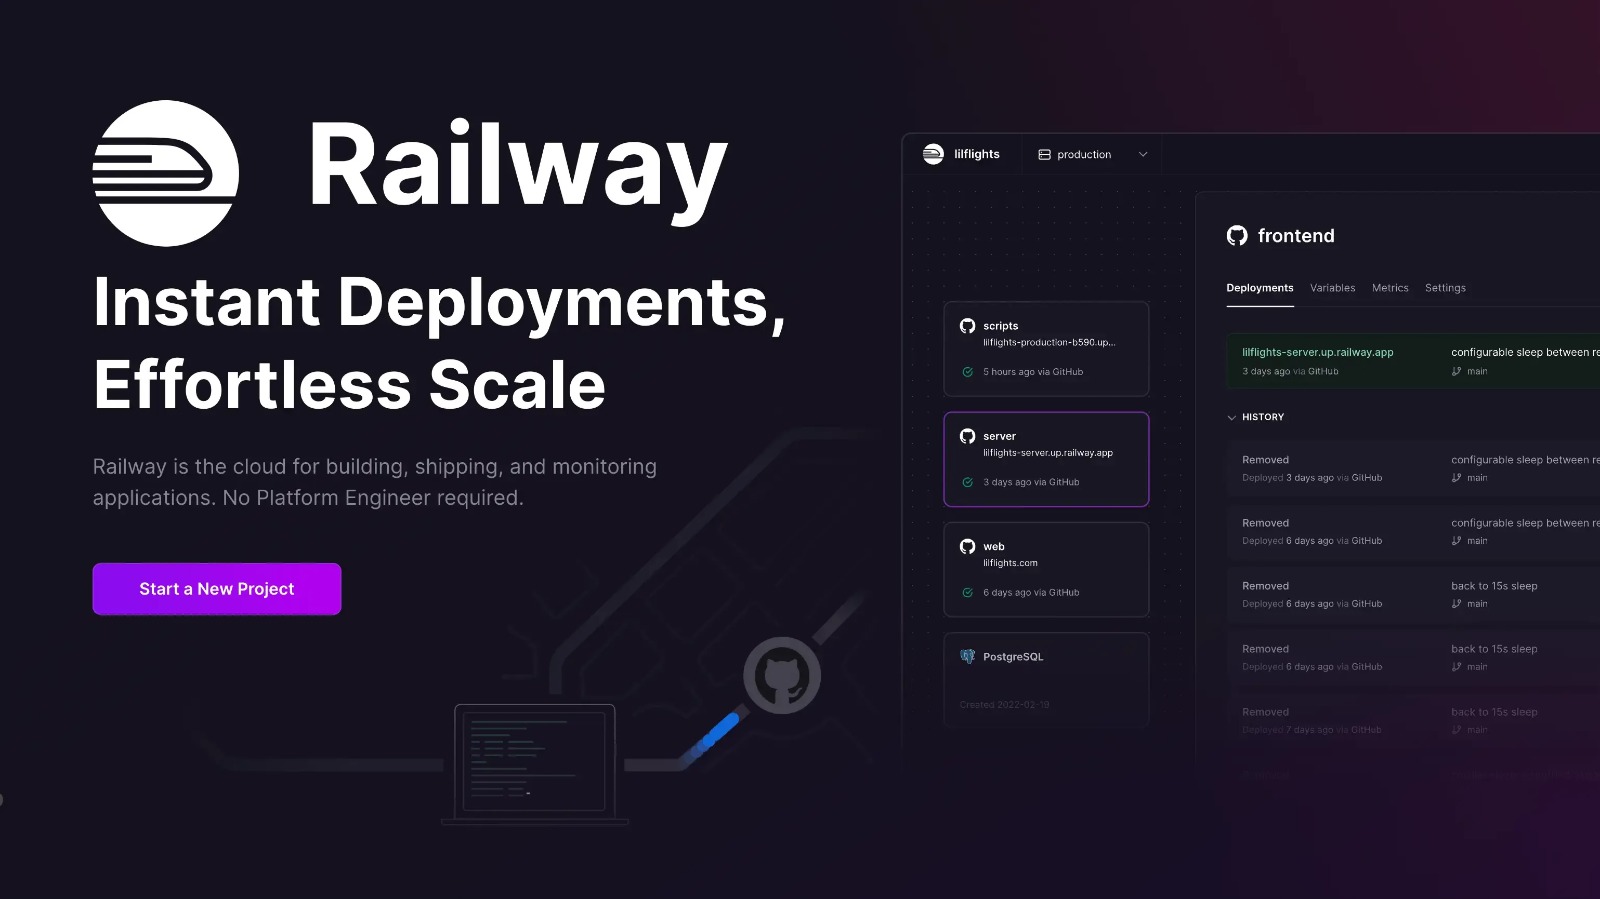 Railway
Instant Deployments,
Effortless Scale
Railway is the cloud for building, shipping, and monitoring
applications. No Platform Engineer required.
Start a New Project
lilflights
production
scripts
lilflights-production-b590.up...
5 hours ago via GitHub
server
lilflights-server.up.railway.app
3 days ago via GitHub
web
lilflights.com
6 days ago via GitHub
PostgreSQL
Created 2022-02-19
frontend
Deployments Variables Metrics Settings
lilflights-server.up.railway.app configurable sleep between re
3 days ago via GitHub main
HISTORY
Removed configurable sleep between re
Deployed 3 days ago via GitHub main
Removed configurable sleep between re
Deployed 6 days ago via GitHub main
Removed back to 15s sleep
Deployed 6 days ago via GitHub main
Removed back to 15s sleep
Deployed 6 days ago via GitHub main
Removed back to 15s sleep
Deployed 7 days ago via GitHub main